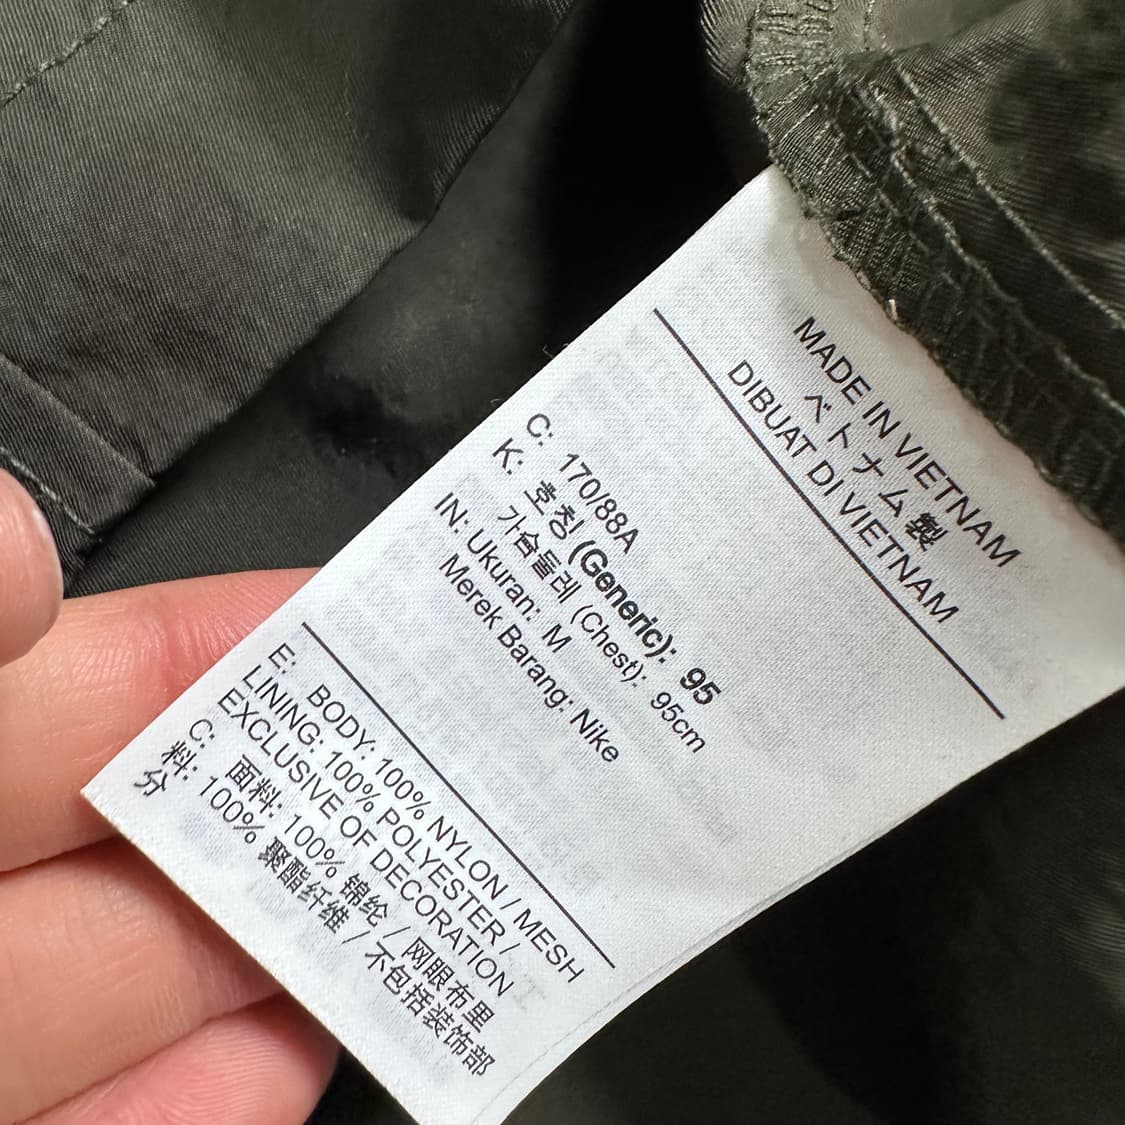 MADE IN VIETNAM
ベトナム製
DIBUAT DI VIETNAM
C: 170/88A
K: 호칭 (Generic): 95
가슴둘레 (Chest): 95cm
IN: Ukuran: M
Merek Barang: Nike
E: BODY: 100% NYLON / MESH
LINING: 100% POLYESTER /
EXCLUSIVE OF DECORATION
C: 面料: 100% 锦纶 / 网眼布里
料: 100% 聚酯纤维 / 不包括装饰部
分